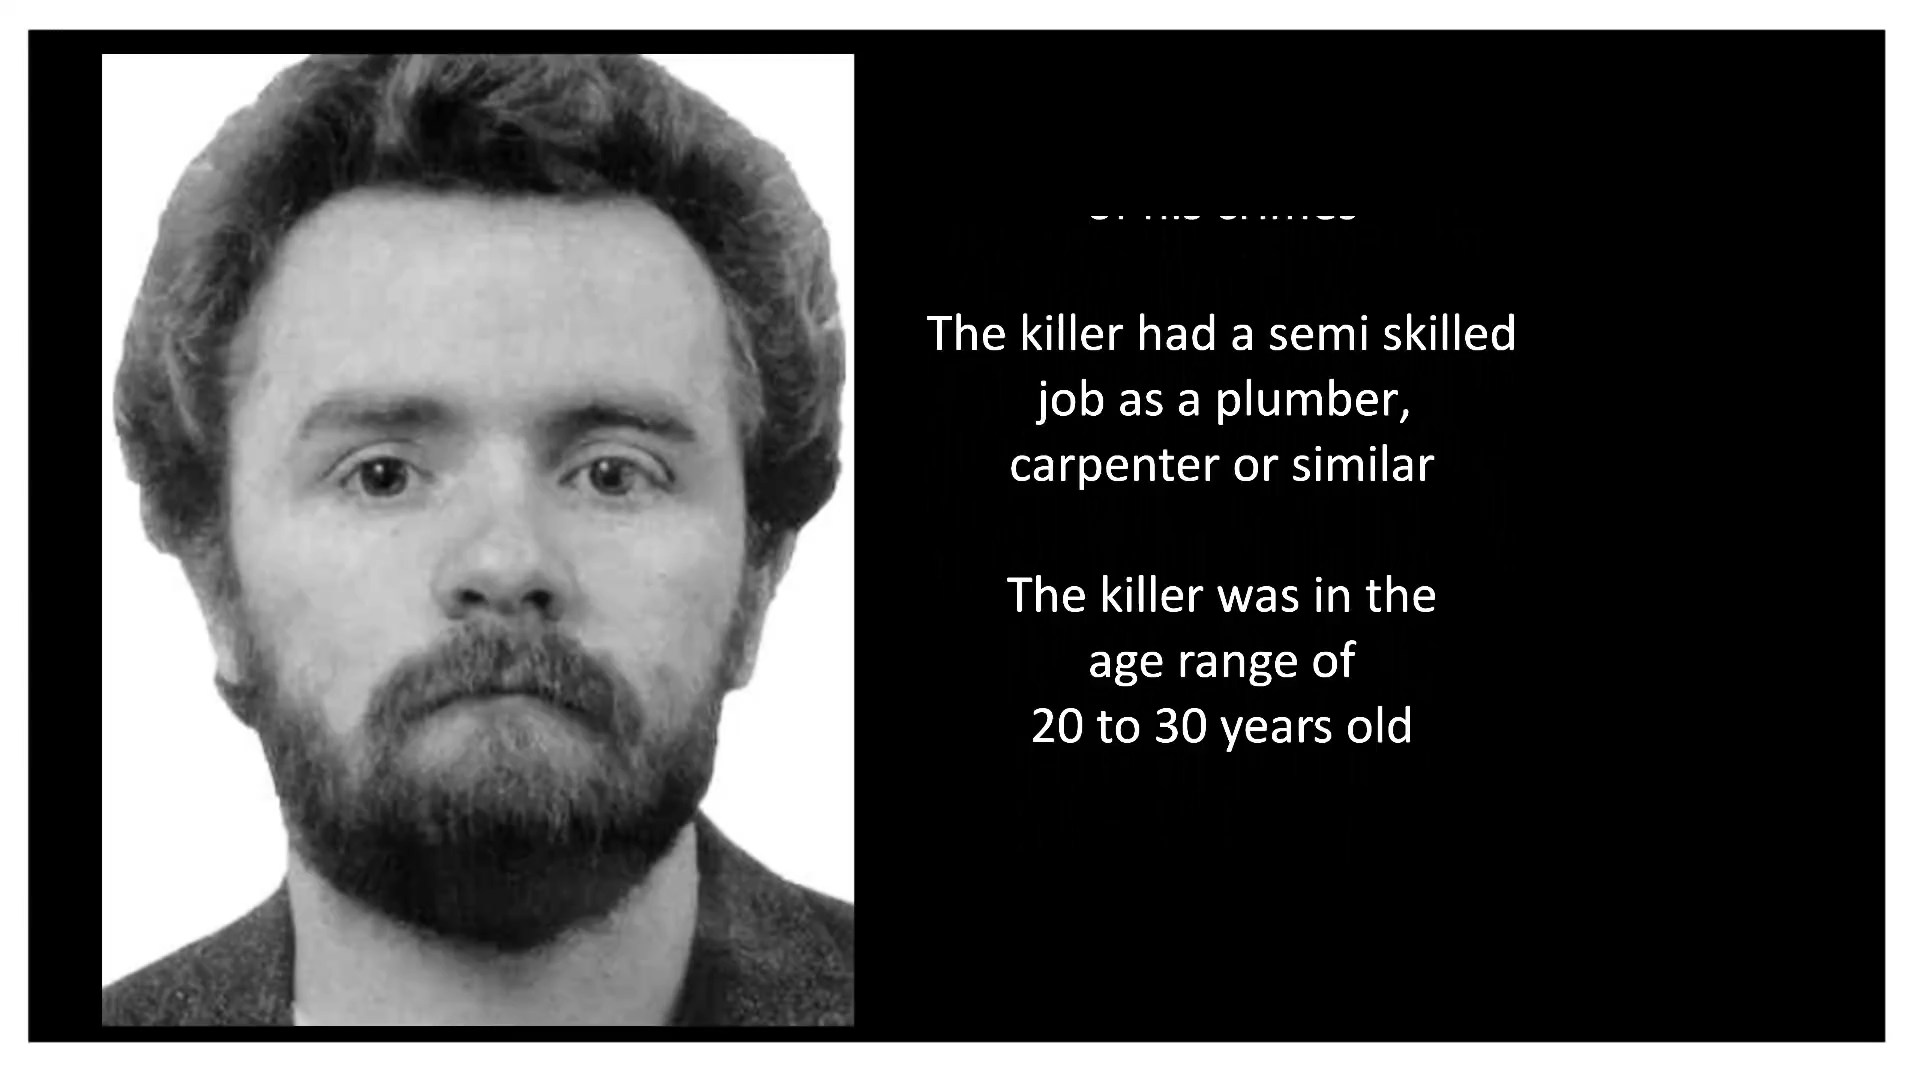 The killer had a semi skilled
job as a plumber,
carpenter or similar
The killer was in the
age range of
20 to 30 years old